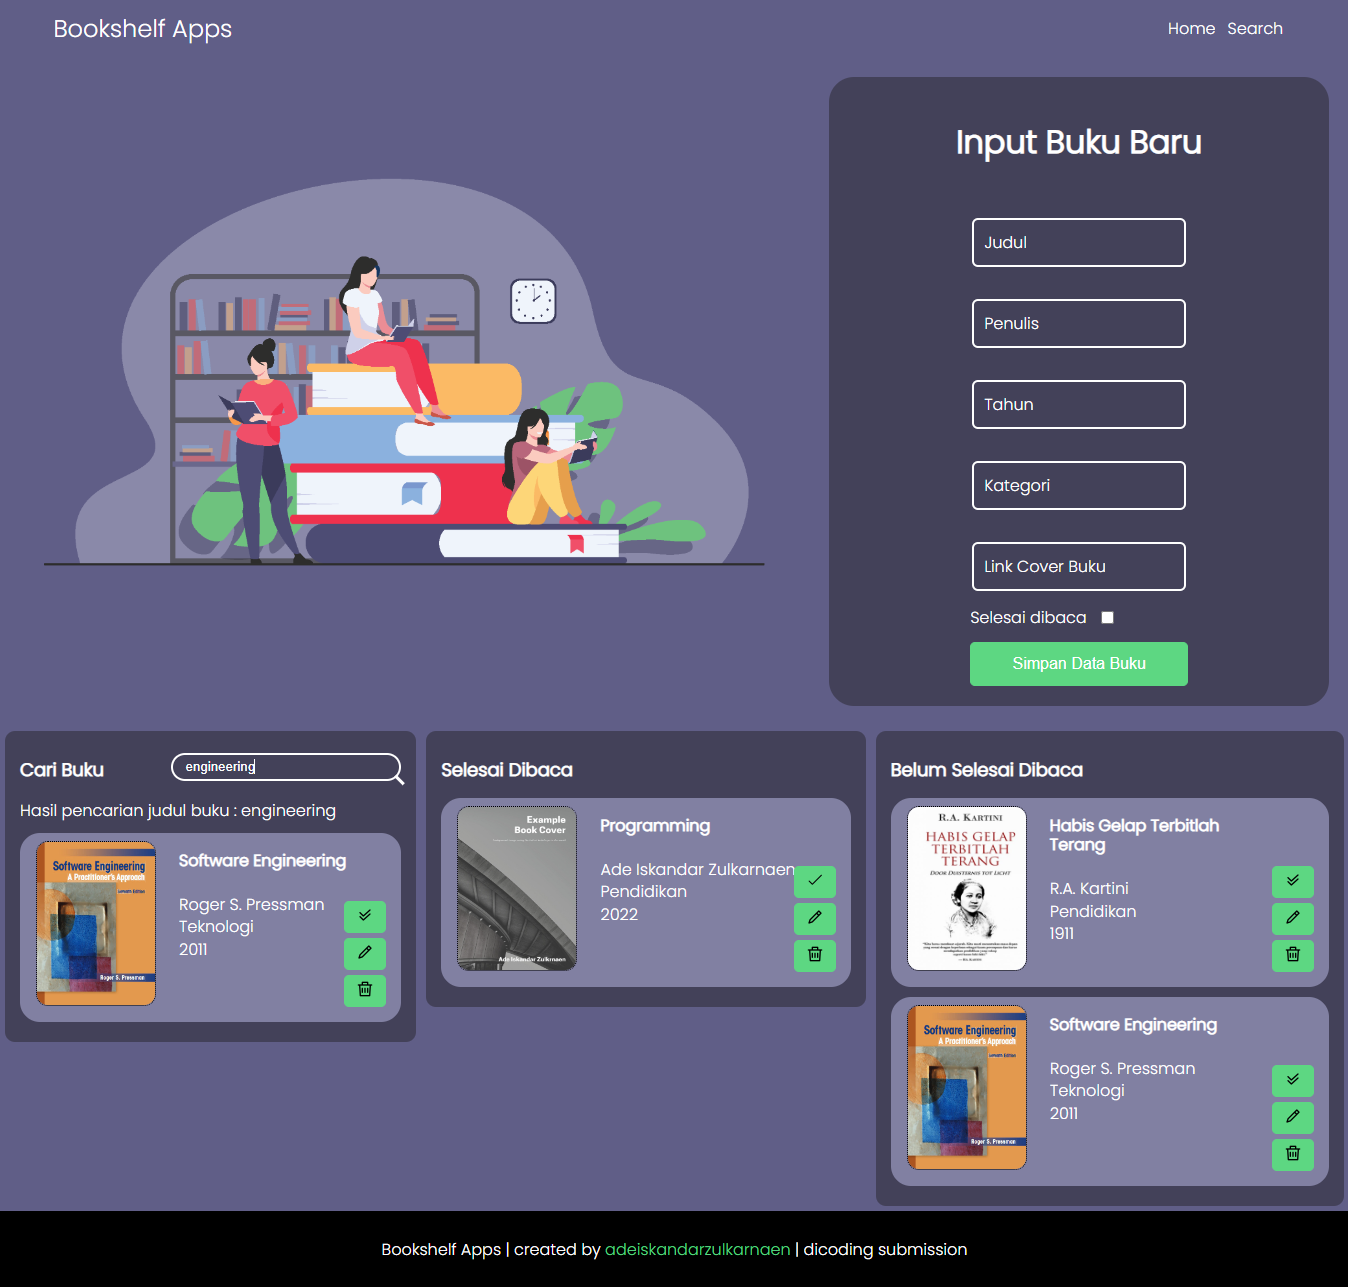 Bookshelf Apps
Home Search
Input Buku Baru
Judul
Penulis
Tahun
Kategori
Link Cover Buku
Selesai dibaca
Simpan Data Buku
Cari Buku
engineering
Hasil pencarian judul buku : engineering
Software Engineering
A Practitioner's Approach
Roger S. Pressman
Software Engineering
Roger S. Pressman
Teknologi
2011
Selesai Dibaca
Example
Book Cover
Ade Iskandar Zulkrnaen
Programming
Ade Iskandar Zulkarnaen
Pendidikan
2022
Belum Selesai Dibaca
R.A. KARTINI
HABIS GELAP
TERBITLAH
TERANG
DOOR DUISTERNIS TOT LICHT
Habis Gelap Terbitlah
Terang
R.A. Kartini
Pendidikan
1911
Software Engineering
A Practitioner's Approach
Roger S. Pressman
Software Engineering
Roger S. Pressman
Teknologi
2011
Bookshelf Apps | created by adeiskandarzulkarnaen | dicoding submission